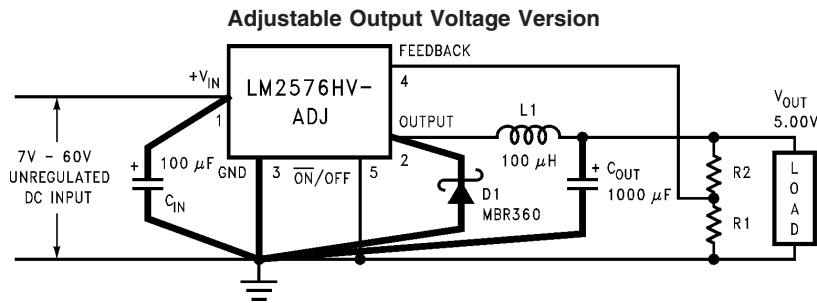 Adjustable Output Voltage Version
FEEDBACK
+VIN
LM2576HV-
ADJ
4
1
OUTPUT
L1
VOUT
5.00V
7V - 60V
UNREGULATED
DC INPUT
+
100 μF
CIN
GND
3
ON/OFF
5
2
100 μH
D1
MBR360
+
COUT
1000 μF
R2
R1
LOAD